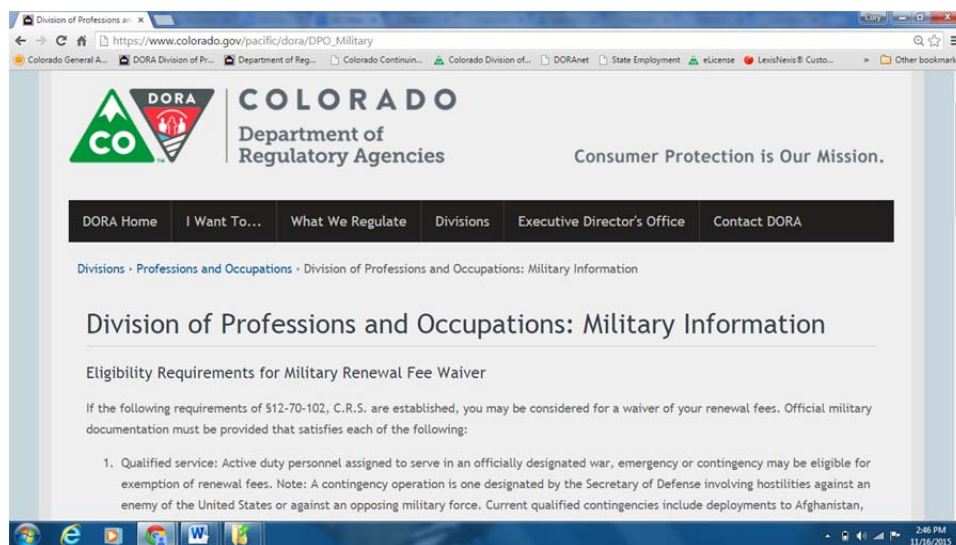 Division of Professions an
Cory
https://www.colorado.gov/pacific/dora/DPO_Military
Colorado General A... DORA Division of Pr... Department of Reg... Colorado Continuin... Colorado Division of... DORAnet State Employment eLicense LexisNexis® Custo... » Other bookmark
DORA
CO
TM
COLORADO
Department of
Regulatory Agencies
Consumer Protection is Our Mission.
DORA Home I Want To... What We Regulate Divisions Executive Director's Office Contact DORA
Divisions › Professions and Occupations › Division of Professions and Occupations: Military Information
Division of Professions and Occupations: Military Information
Eligibility Requirements for Military Renewal Fee Waiver
If the following requirements of §12-70-102, C.R.S. are established, you may be considered for a waiver of your renewal fees. Official military
documentation must be provided that satisfies each of the following:
1. Qualified service: Active duty personnel assigned to serve in an officially designated war, emergency or contingency may be eligible for
exemption of renewal fees. Note: A contingency operation is one designated by the Secretary of Defense involving hostilities against an
enemy of the United States or against an opposing military force. Current qualified contingencies include deployments to Afghanistan,
2:46 PM
11/16/2015